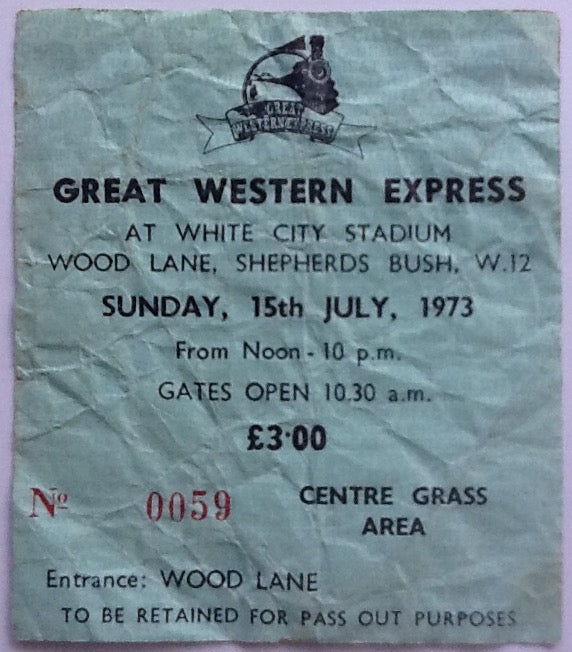 GREAT
WESTERN EXPRESS
GREAT WESTERN EXPRESS
AT WHITE CITY STADIUM
WOOD LANE, SHEPHERDS BUSH, W.12
SUNDAY, 15th JULY, 1973
From Noon - 10 p.m.
GATES OPEN 10.30 a.m.
£3·00
Nº 0059 CENTRE GRASS
AREA
Entrance: WOOD LANE
TO BE RETAINED FOR PASS OUT PURPOSES